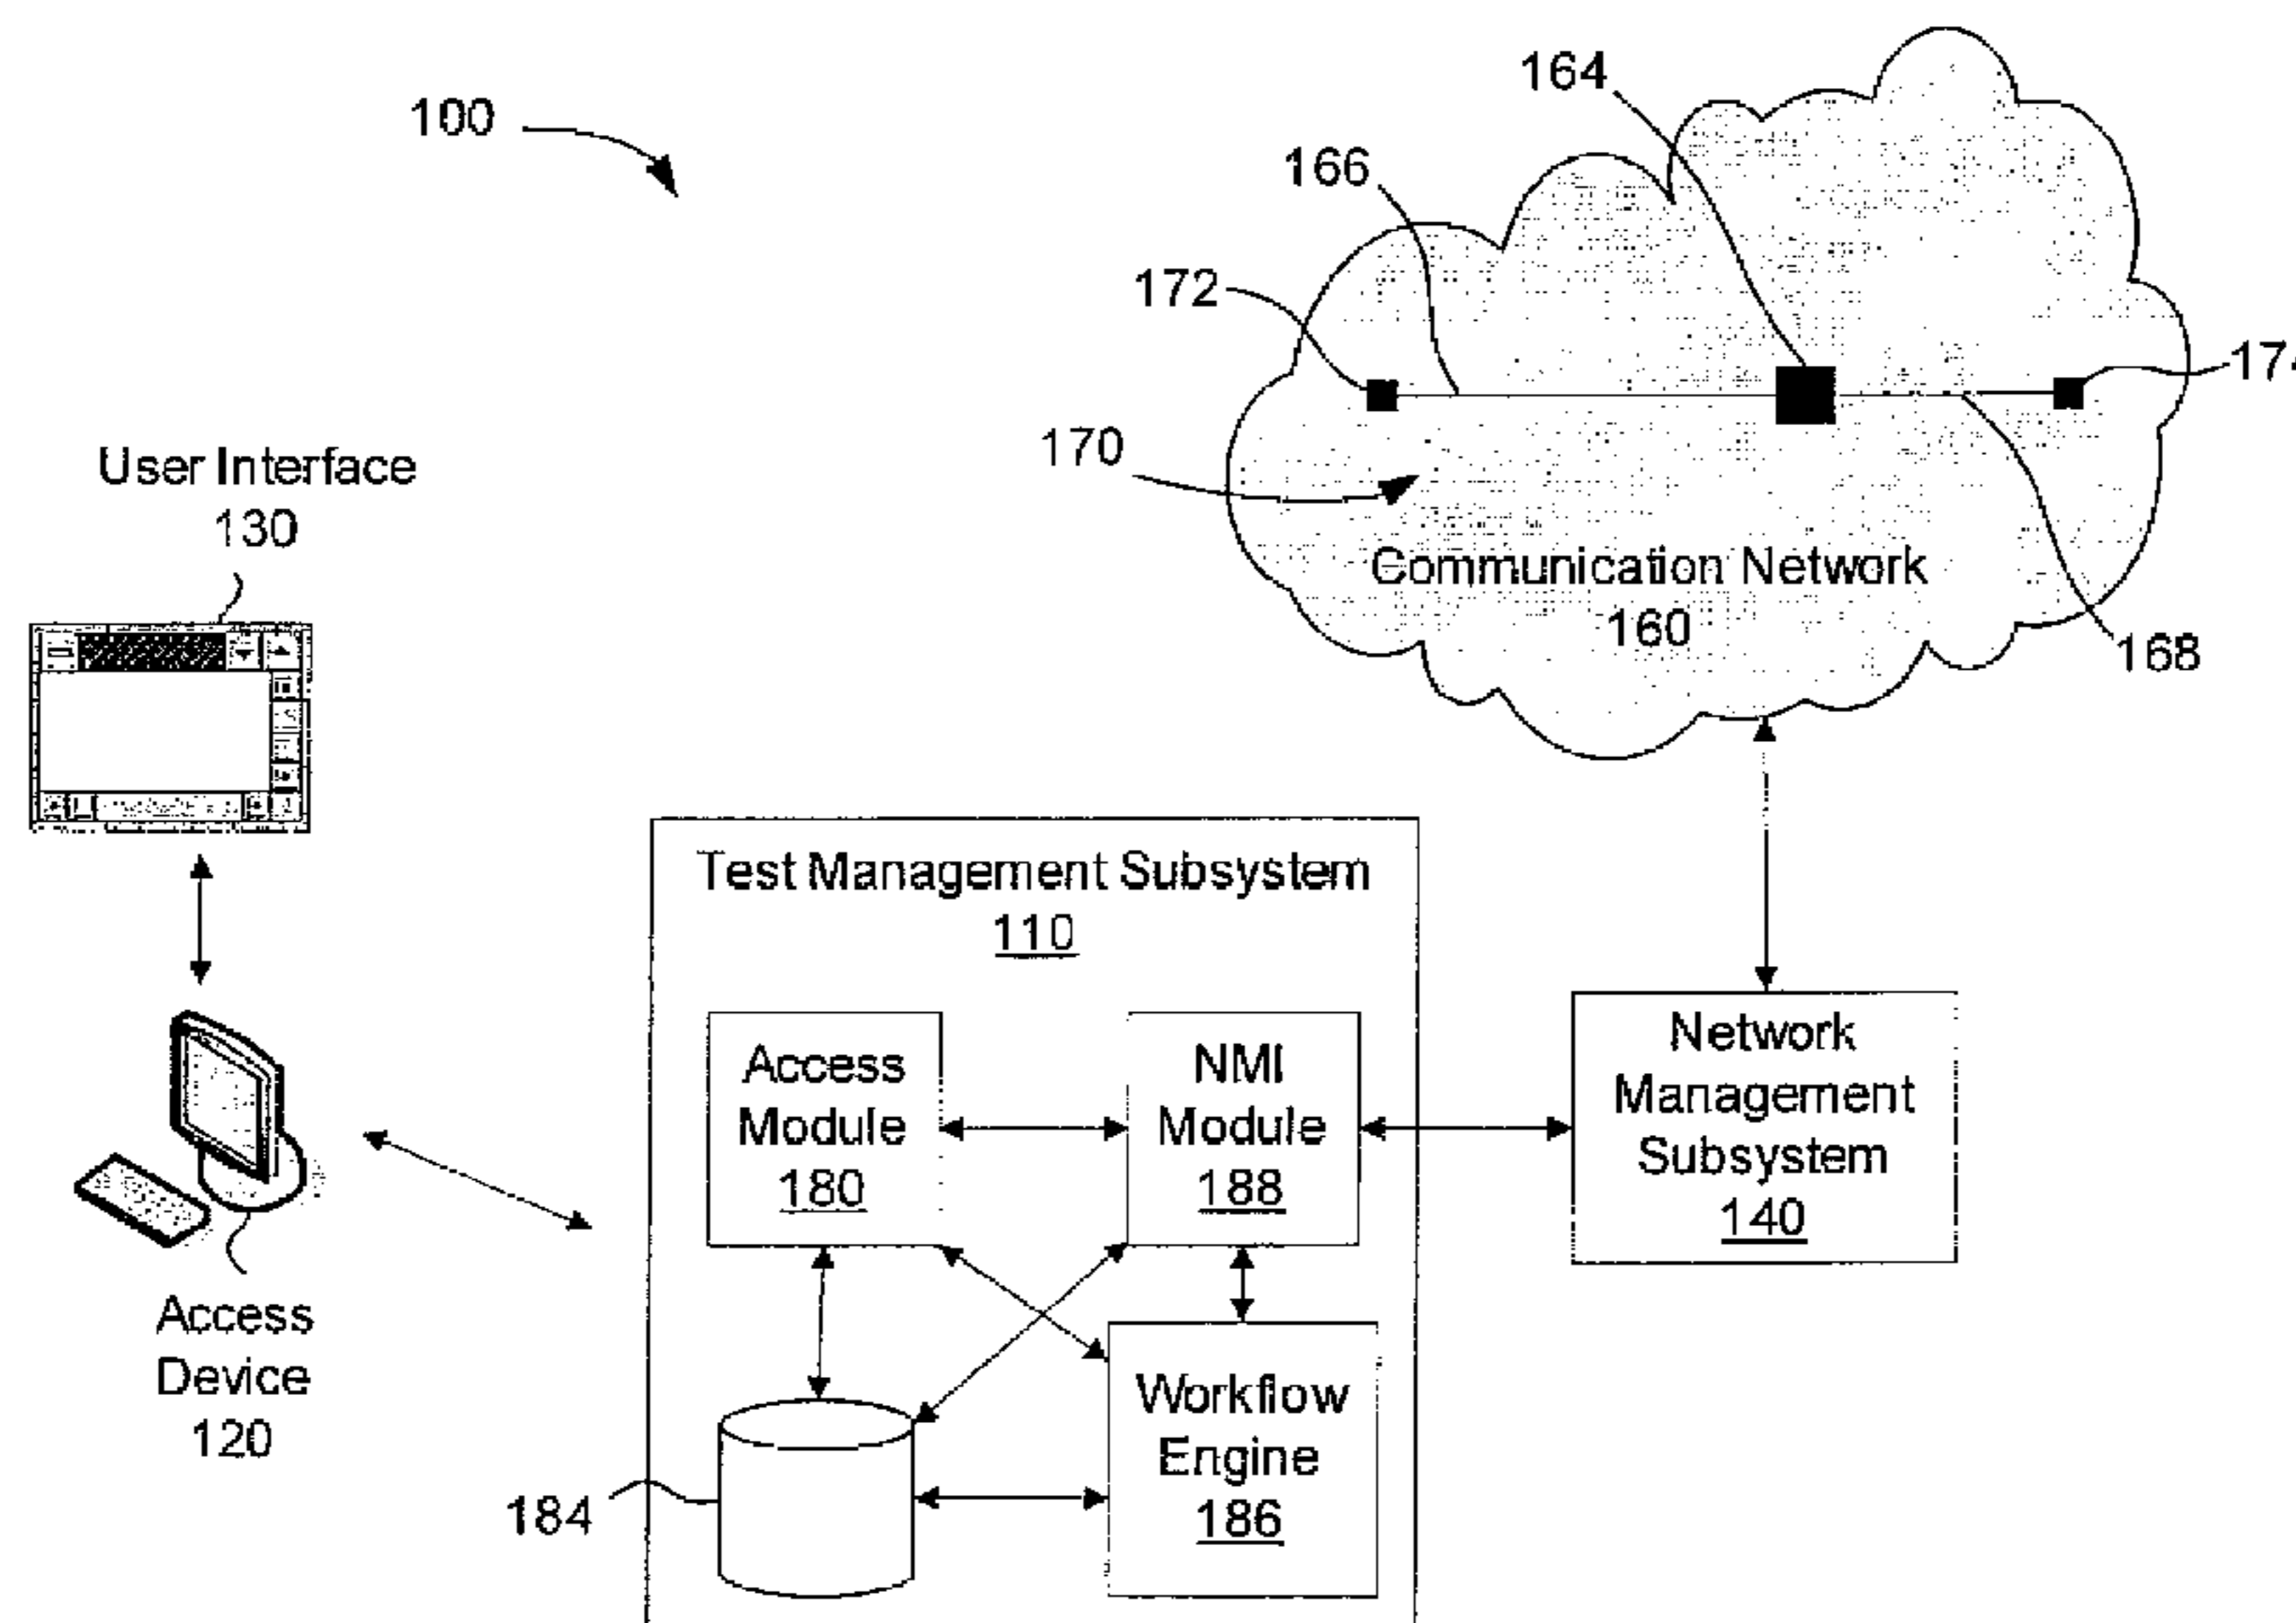 100
164
166
172
174
170
Communication Network
160
168
User Interface
130
Test Management Subsystem
110
Access
Module
180
NMI
Module
188
Network
Management
Subsystem
140
Access
Device
120
Workflow
Engine
186
184